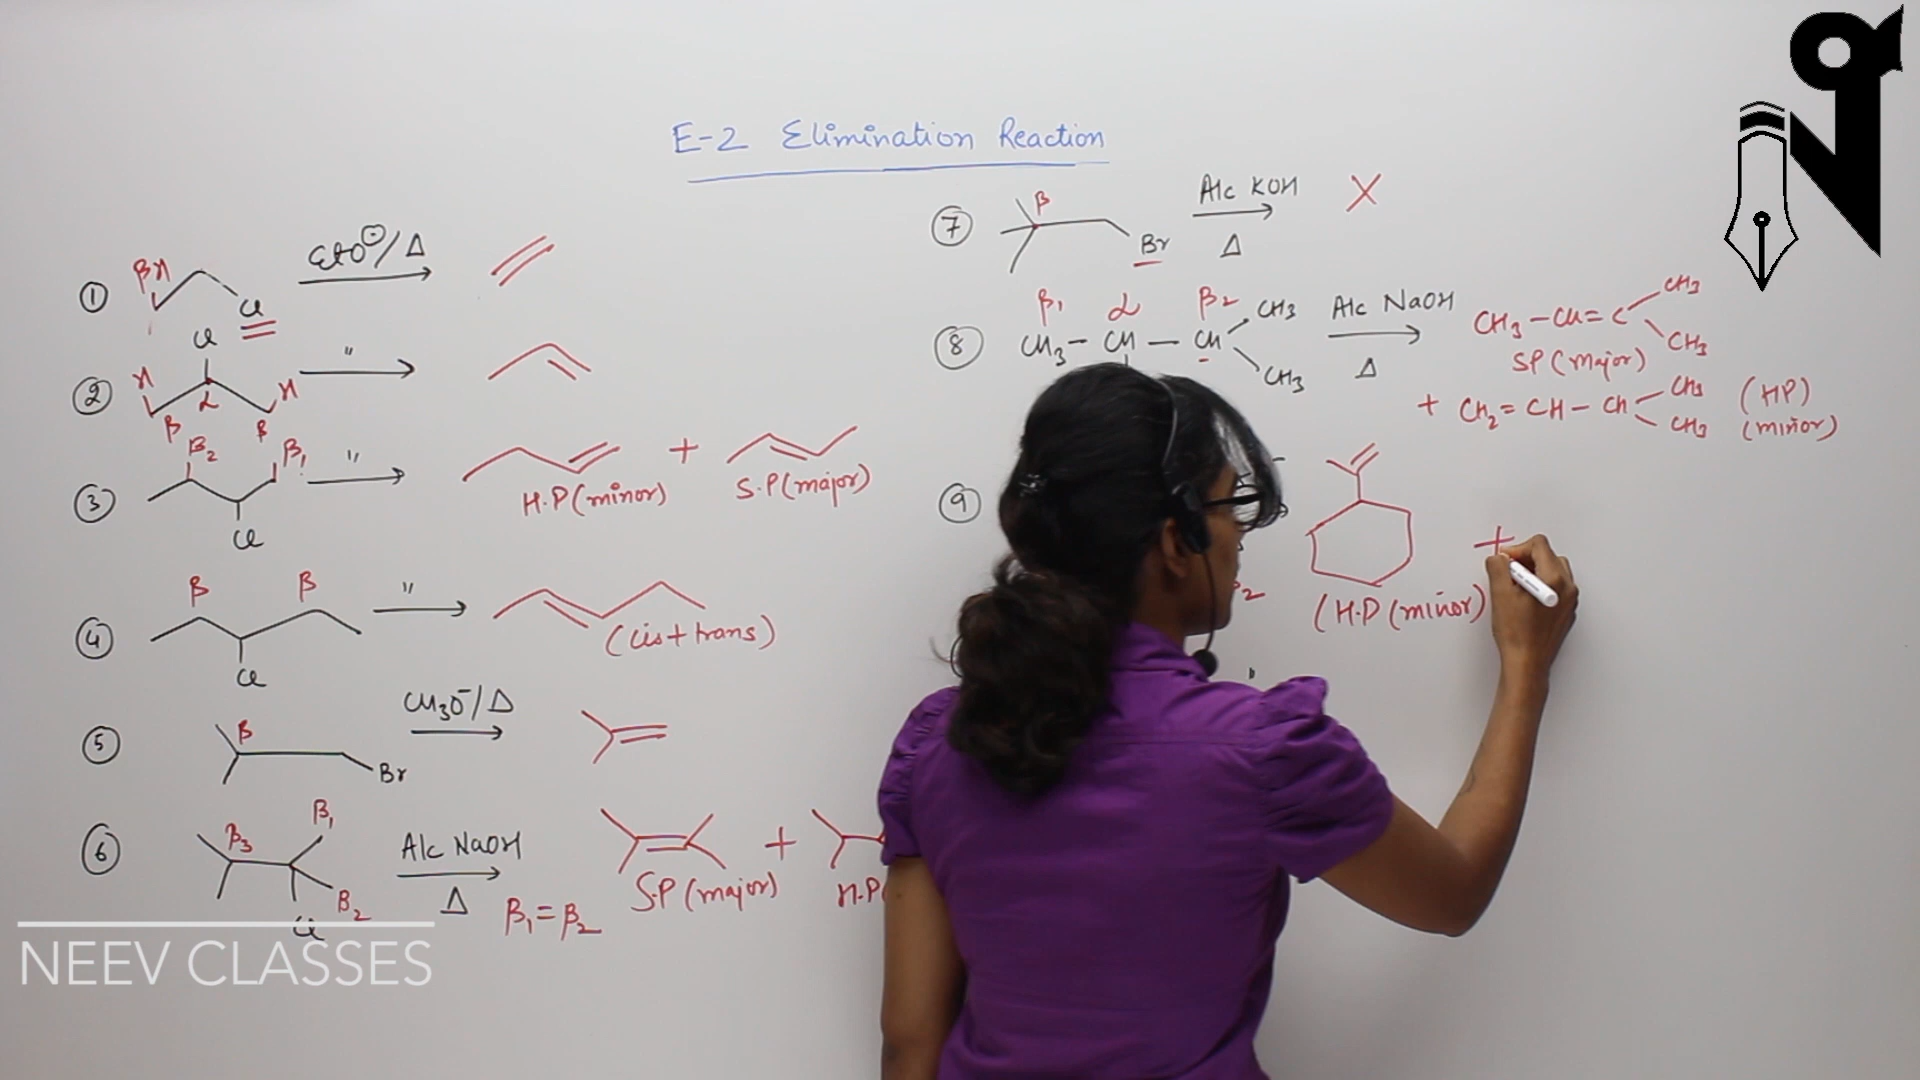 E-2 Elimination Reaction
① βH Cl EtO⊖/Δ
② H Cl H α β β "
③ β₂ β₁ Cl " H.P(minor) + S.P(major)
④ β β Cl " (cis+trans)
⑤ β Br CH₃O⁻/Δ
⑥ β₃ β₁ β₂ Cl Alc NaOH Δ β₁=β₂ S.P(major) + H.P(
⑦ β Br Alc KOH Δ X
⑧ β₁ α β₂
CH₃-CH-CH CH₃ CH₃ Alc NaOH Δ CH₃-CH=C CH₃ CH₃
SP(Major)
+ CH₂=CH-CH CH₃ CH₃ (HP)
(minor)
⑨ (H.P(minor) +
"
NEEV CLASSES